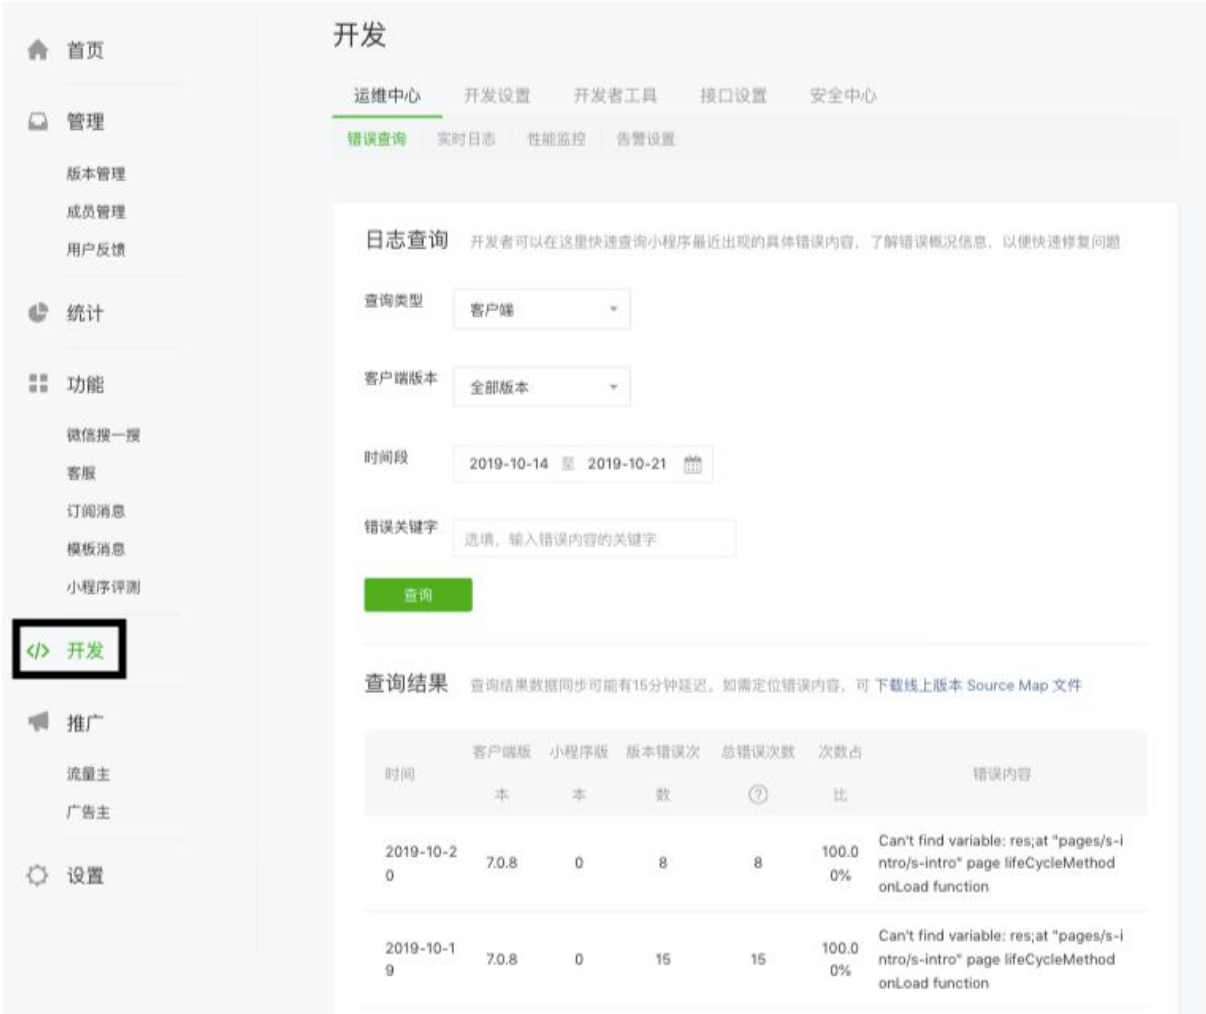 首页
管理
版本管理
成员管理
用户反馈
统计
功能
微信搜一搜
客服
订阅消息
模板消息
小程序评测
</> 开发
推广
流量主
广告主
设置
开发
运维中心 开发设置 开发者工具 接口设置 安全中心
错误查询 实时日志 性能监控 告警设置
日志查询 开发者可以在这里快速查询小程序最近出现的具体错误内容，了解错误概况信息，以便快速修复问题
查询类型 客户端
客户端版本 全部版本
时间段 2019-10-14 至 2019-10-21
错误关键字 选填，输入错误内容的关键字
查询
查询结果 查询结果数据同步可能有15分钟延迟。如需定位错误内容，可 下载线上版本 Source Map 文件
时间 客户端版本 小程序版本 版本错误次数 总错误次数 ? 次数占比 错误内容
2019-10-2
0
7.0.8 0 8 8
100.0
0%
Can't find variable: res;at "pages/s-i
ntro/s-intro" page lifeCycleMethod
onLoad function
2019-10-1
9
7.0.8 0 15 15
100.0
0%
Can't find variable: res;at "pages/s-i
ntro/s-intro" page lifeCycleMethod
onLoad function